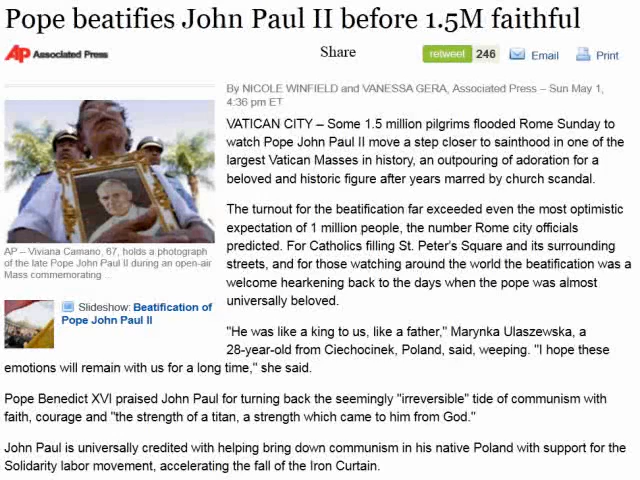 Pope beatifies John Paul II before 1.5M faithful
AP Associated Press
Share
retweet 246
Email
Print
By NICOLE WINFIELD and VANESSA GERA, Associated Press – Sun May 1,
4:36 pm ET
VATICAN CITY – Some 1.5 million pilgrims flooded Rome Sunday to
watch Pope John Paul II move a step closer to sainthood in one of the
largest Vatican Masses in history, an outpouring of adoration for a
beloved and historic figure after years marred by church scandal.
AP – Viviana Camano, 67, holds a photograph
of the late Pope John Paul II during an open-air
Mass commemorating …
The turnout for the beatification far exceeded even the most optimistic
expectation of 1 million people, the number Rome city officials
predicted. For Catholics filling St. Peter's Square and its surrounding
streets, and for those watching around the world the beatification was a
welcome hearkening back to the days when the pope was almost
universally beloved.
Slideshow: Beatification of
Pope John Paul II
"He was like a king to us, like a father," Marynka Ulaszewska, a
28-year-old from Ciechocinek, Poland, said, weeping. "I hope these
emotions will remain with us for a long time," she said.
Pope Benedict XVI praised John Paul for turning back the seemingly "irreversible" tide of communism with
faith, courage and "the strength of a titan, a strength which came to him from God."
John Paul is universally credited with helping bring down communism in his native Poland with support for the
Solidarity labor movement, accelerating the fall of the Iron Curtain.